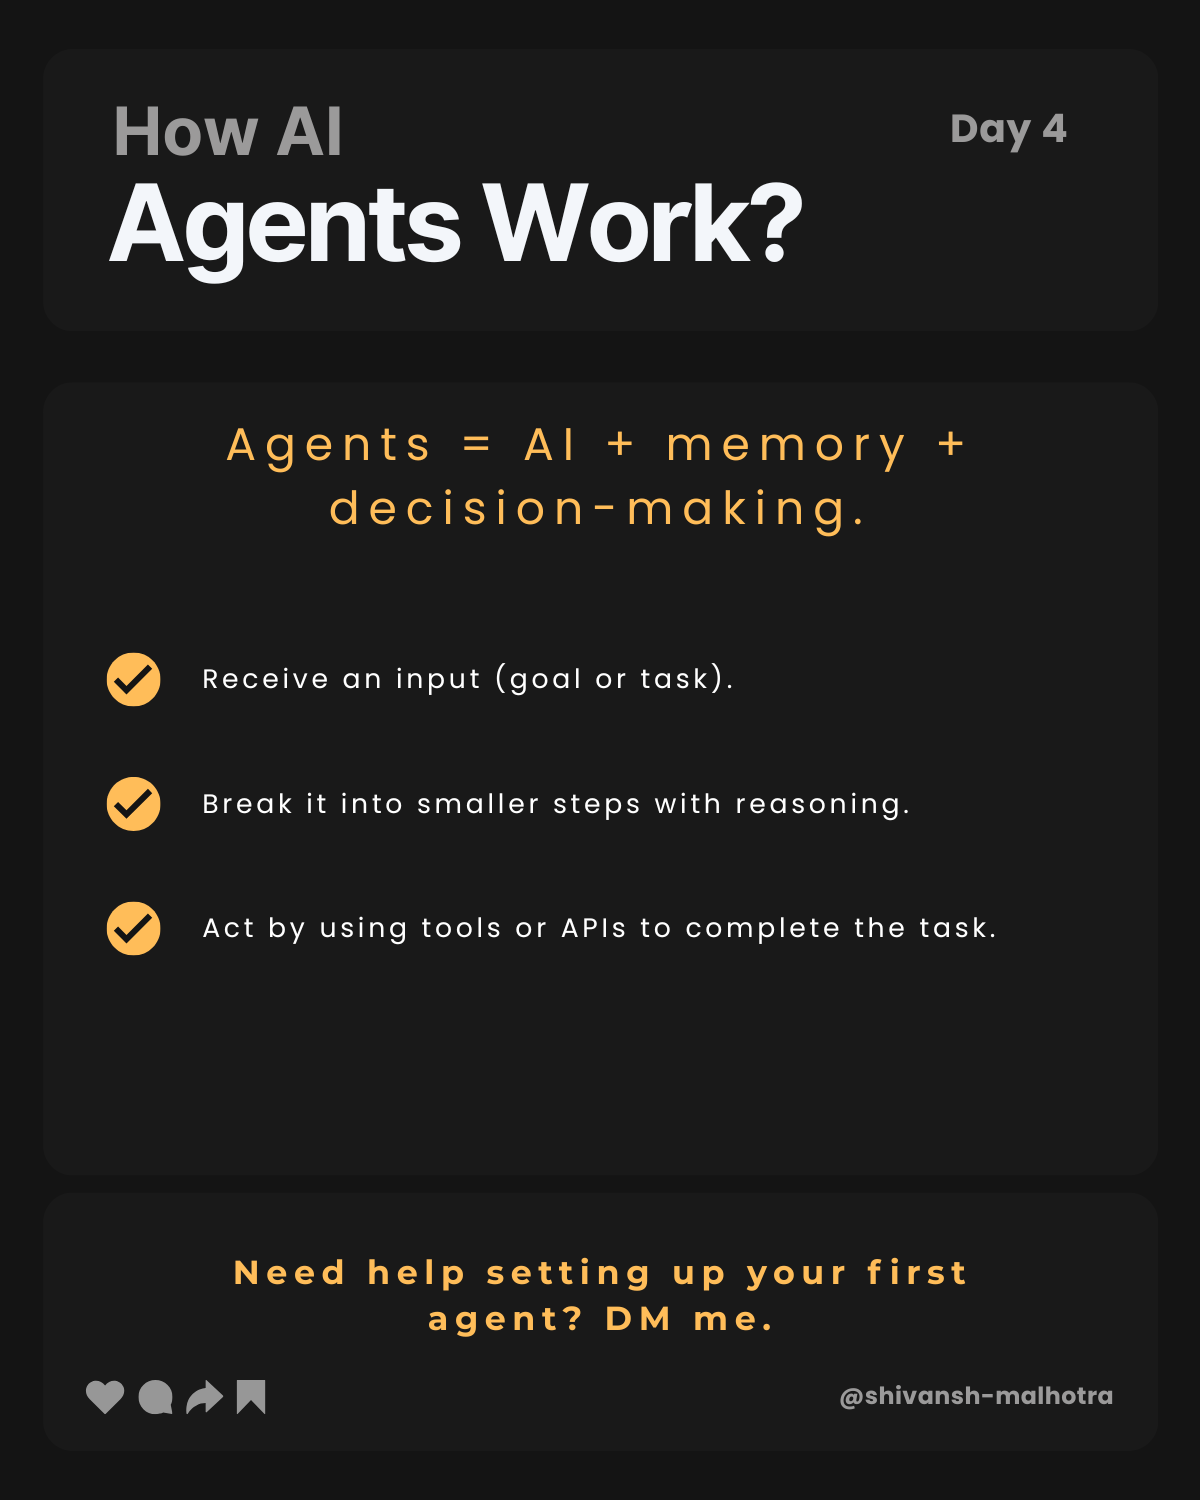 How AI
Day 4
Agents Work?
Agents = AI + memory +
decision-making.
Receive an input (goal or task).
Break it into smaller steps with reasoning.
Act by using tools or APIs to complete the task.
Need help setting up your first
agent? DM me.
@shivansh-malhotra